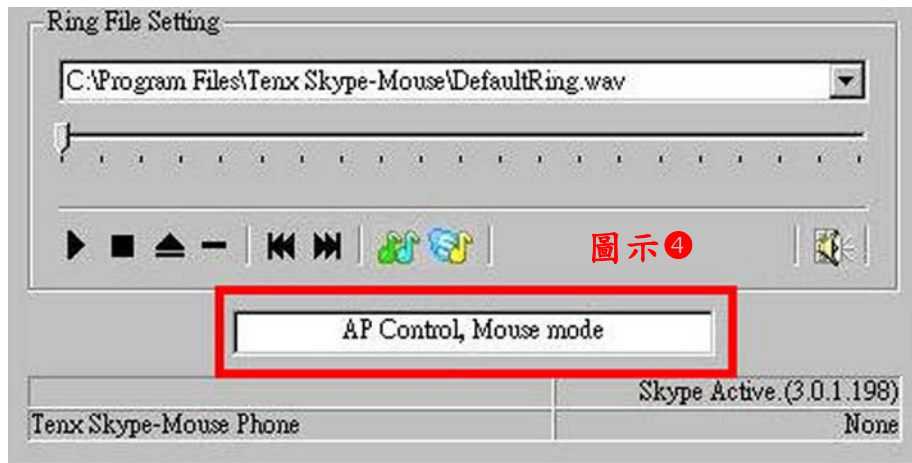 Ring File Setting
C:\Program Files\Tenx Skype-Mouse\DefaultRing.wav
圖示❹
AP Control, Mouse mode
Skype Active.(3.0.1.198)
Tenx Skype-Mouse Phone
None